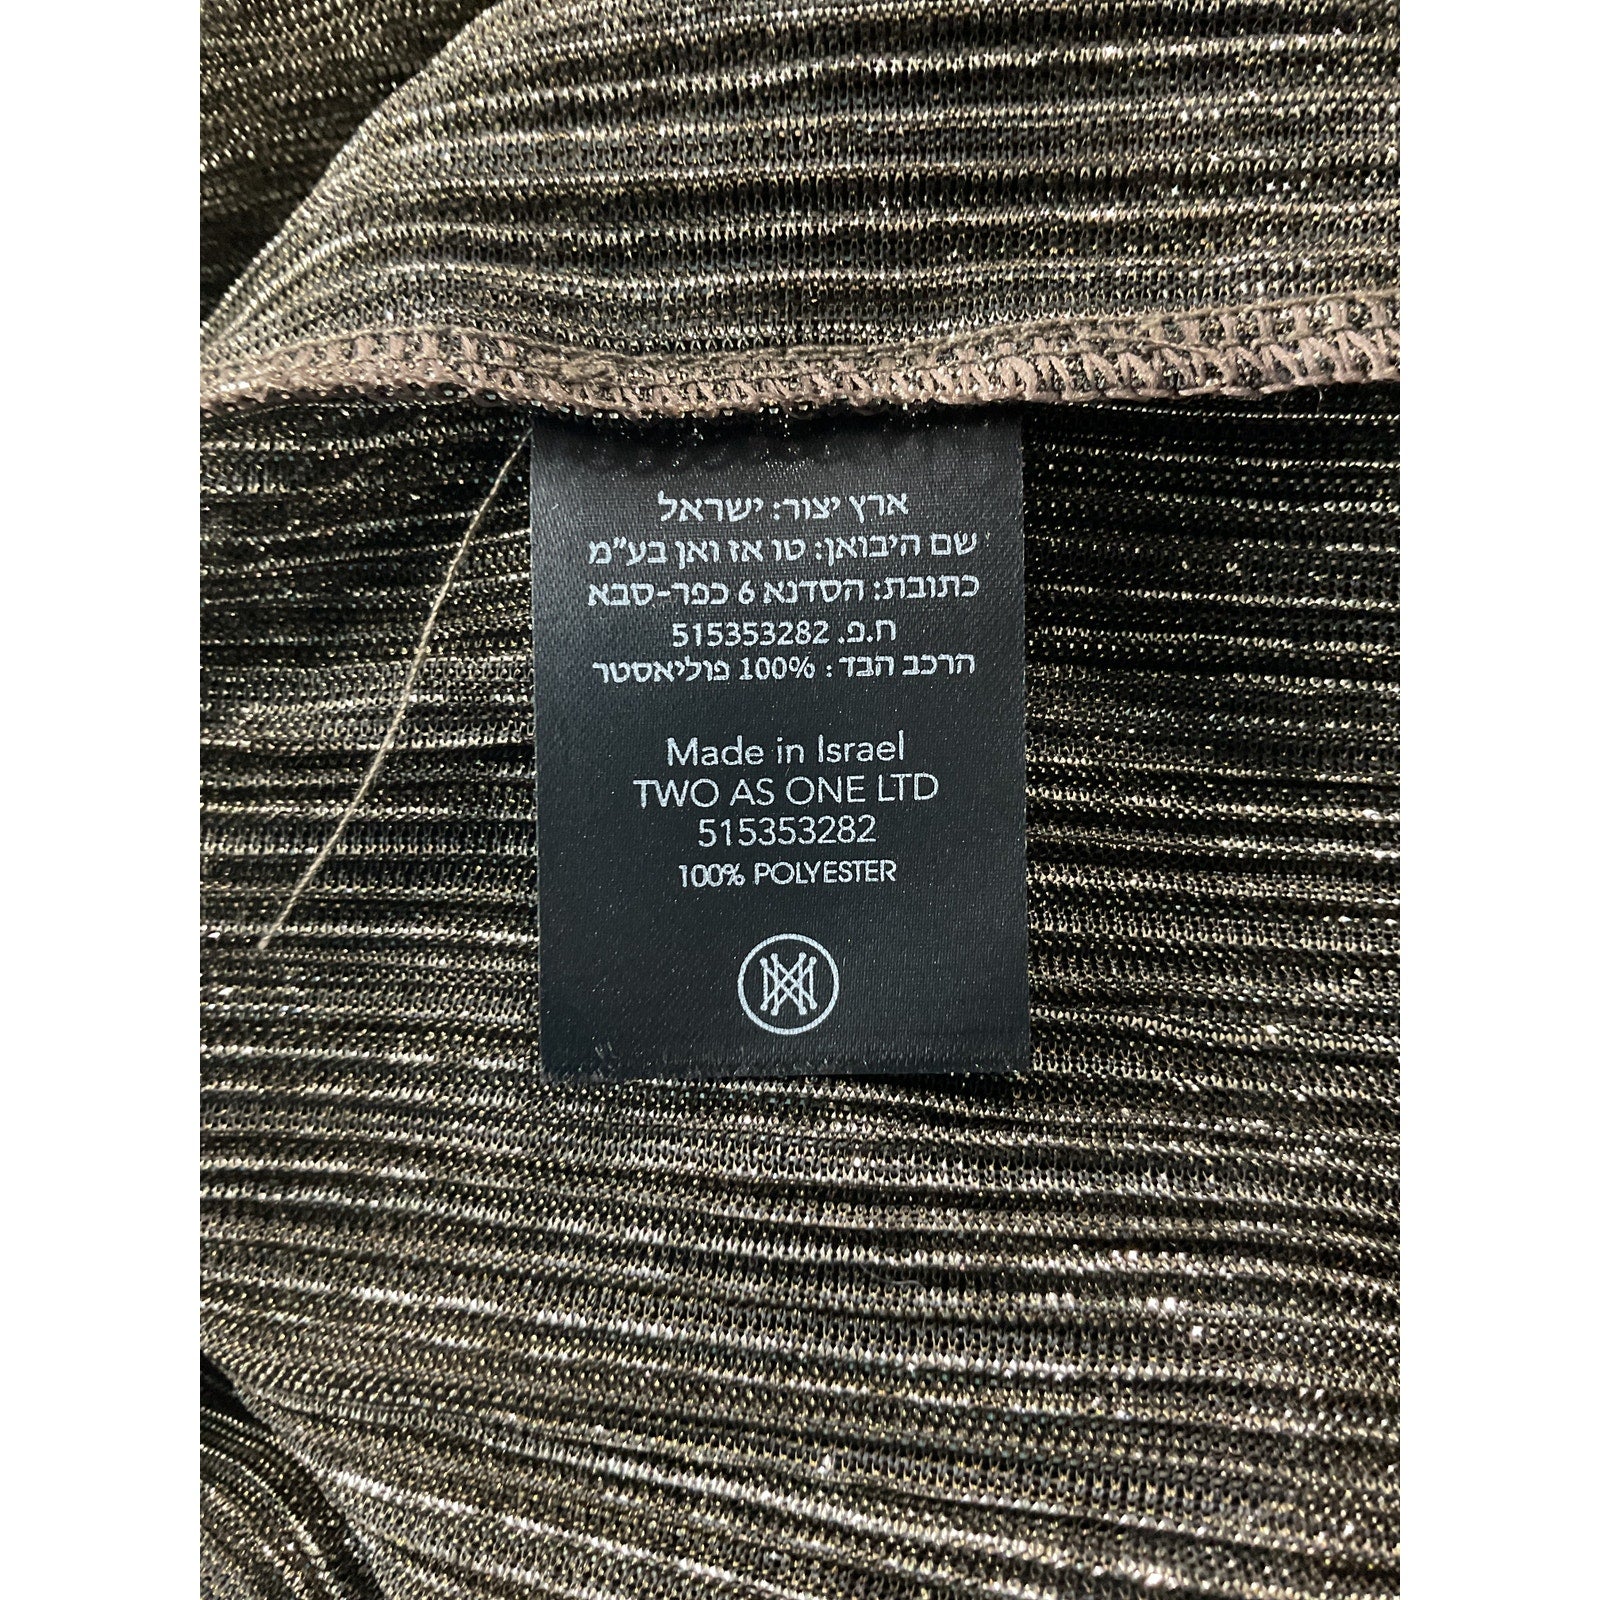 ארץ יצור: ישראל
שם היבואן: טו אז ואן בע"מ
כתובת: הסדנא 6 כפר-סבא
ח.פ. 515353282
הרכב הבד: 100% פוליאסטר
Made in Israel
TWO AS ONE LTD
515353282
100% POLYESTER